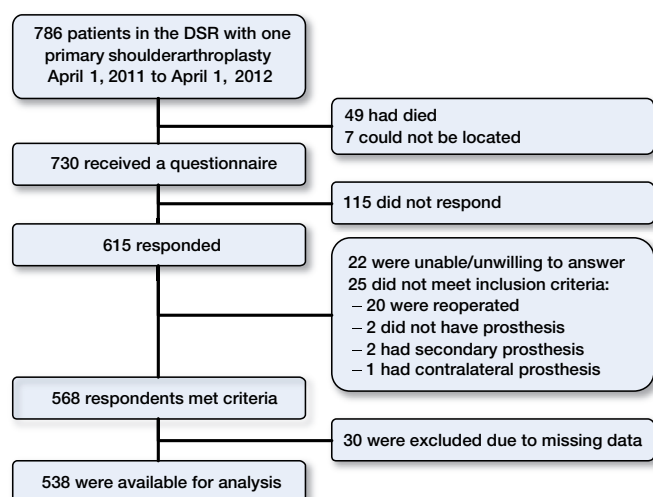 786 patients in the DSR with one
primary shoulderarthroplasty
April 1, 2011 to April 1, 2012
49 had died
7 could not be located
730 received a questionnaire
115 did not respond
615 responded
22 were unable/unwilling to answer
25 did not meet inclusion criteria:
– 20 were reoperated
– 2 did not have prosthesis
– 2 had secondary prosthesis
– 1 had contralateral prosthesis
568 respondents met criteria
30 were excluded due to missing data
538 were available for analysis